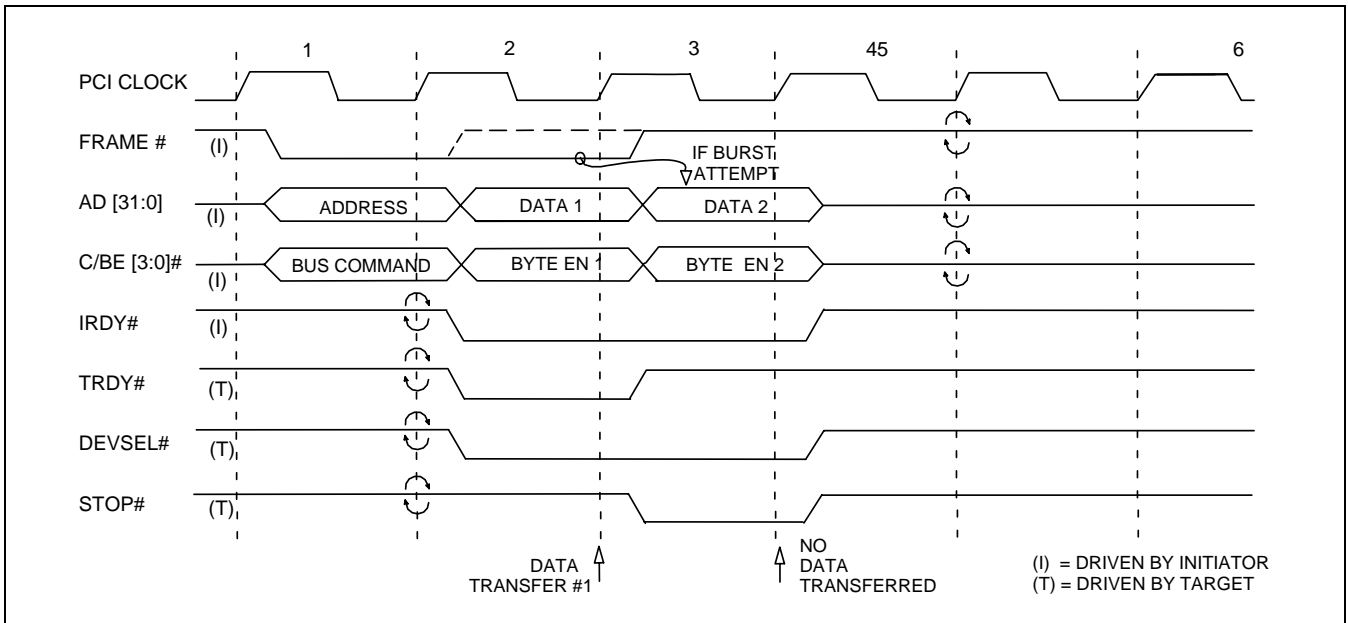 1 2 3 45 6
PCI CLOCK
FRAME # (I)
IF BURST
ATTEMPT
AD [31:0] (I) ADDRESS DATA 1 DATA 2
C/BE [3:0]# (I) BUS COMMAND BYTE EN 1 BYTE EN 2
IRDY# (I)
TRDY# (T)
DEVSEL# (T)
STOP# (T)
DATA
TRANSFER #1
NO
DATA
TRANSFERRED
(I) = DRIVEN BY INITIATOR
(T) = DRIVEN BY TARGET